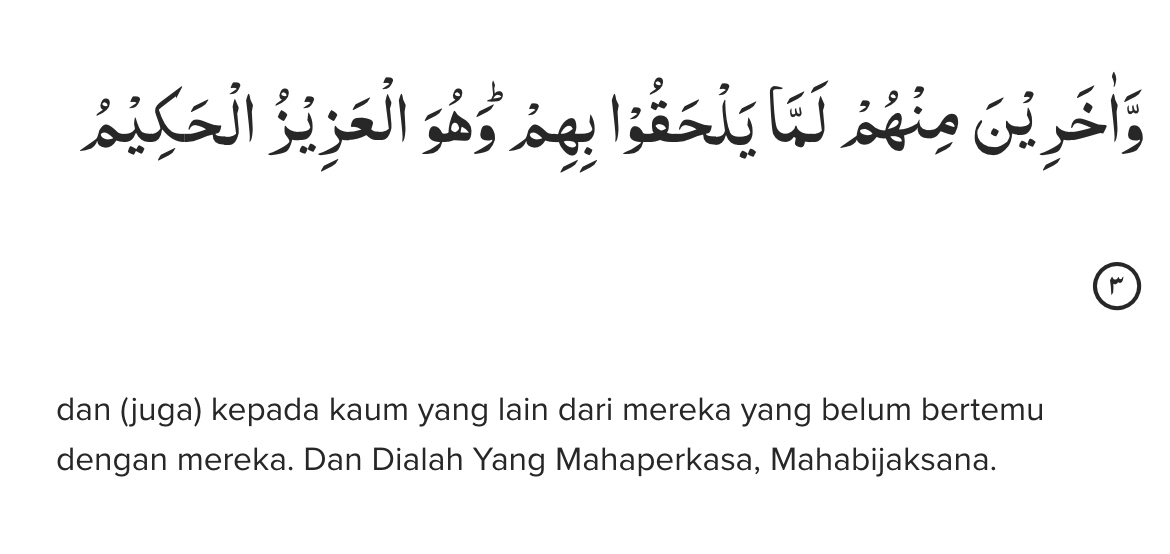 وَّاٰخَرِيْنَ مِنْهُمْ لَمَّا يَلْحَقُوْا بِهِمْۗ وَهُوَ الْعَزِيْزُ الْحَكِيْمُ
٣
dan (juga) kepada kaum yang lain dari mereka yang belum bertemu
dengan mereka. Dan Dialah Yang Mahaperkasa, Mahabijaksana.